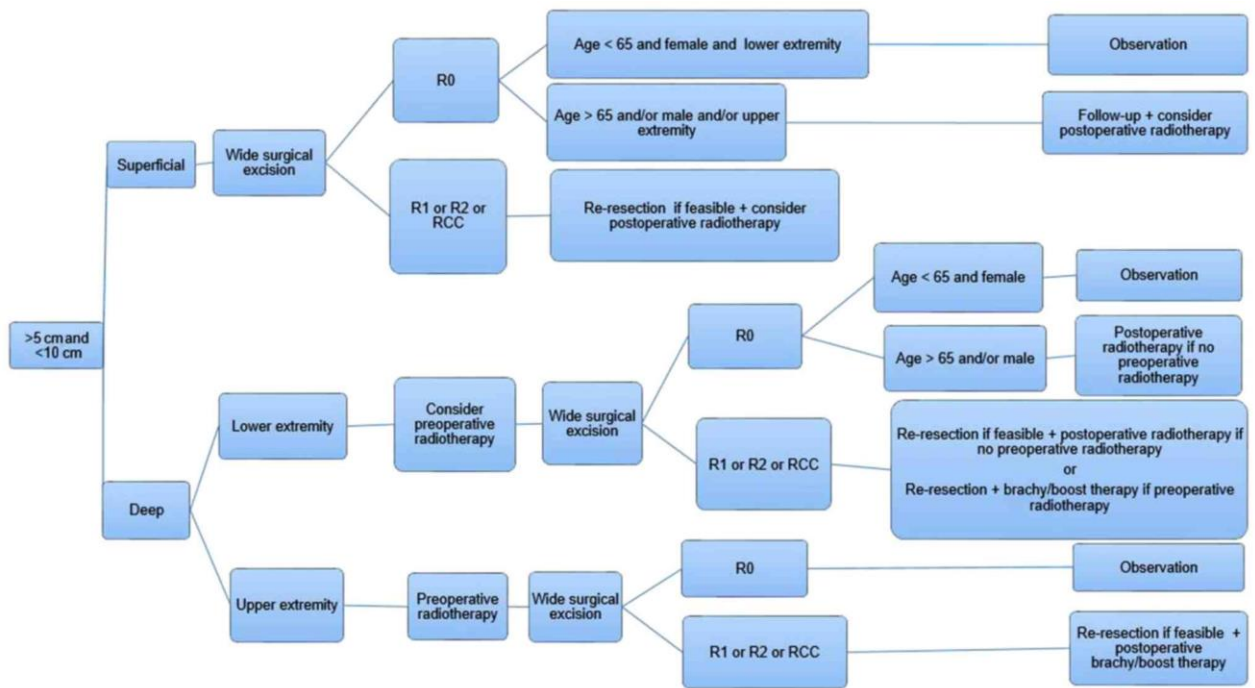 >5 cm and
<10 cm
Superficial
Wide surgical
excision
R0
Age < 65 and female and lower extremity
Observation
Age > 65 and/or male and/or upper
extremity
Follow-up + consider
postoperative radiotherapy
R1 or R2 or
RCC
Re-resection if feasible + consider
postoperative radiotherapy
Deep
Lower extremity
Consider
preoperative
radiotherapy
Wide surgical
excision
R0
Age < 65 and female
Observation
Age > 65 and/or male
Postoperative
radiotherapy if no
preoperative
radiotherapy
R1 or R2 or RCC
Re-resection if feasible + postoperative radiotherapy if
no preoperative radiotherapy
or
Re-resection + brachy/boost therapy if preoperative
radiotherapy
Upper extremity
Preoperative
radiotherapy
Wide surgical
excision
R0
Observation
R1 or R2 or RCC
Re-resection if feasible +
postoperative
brachy/boost therapy